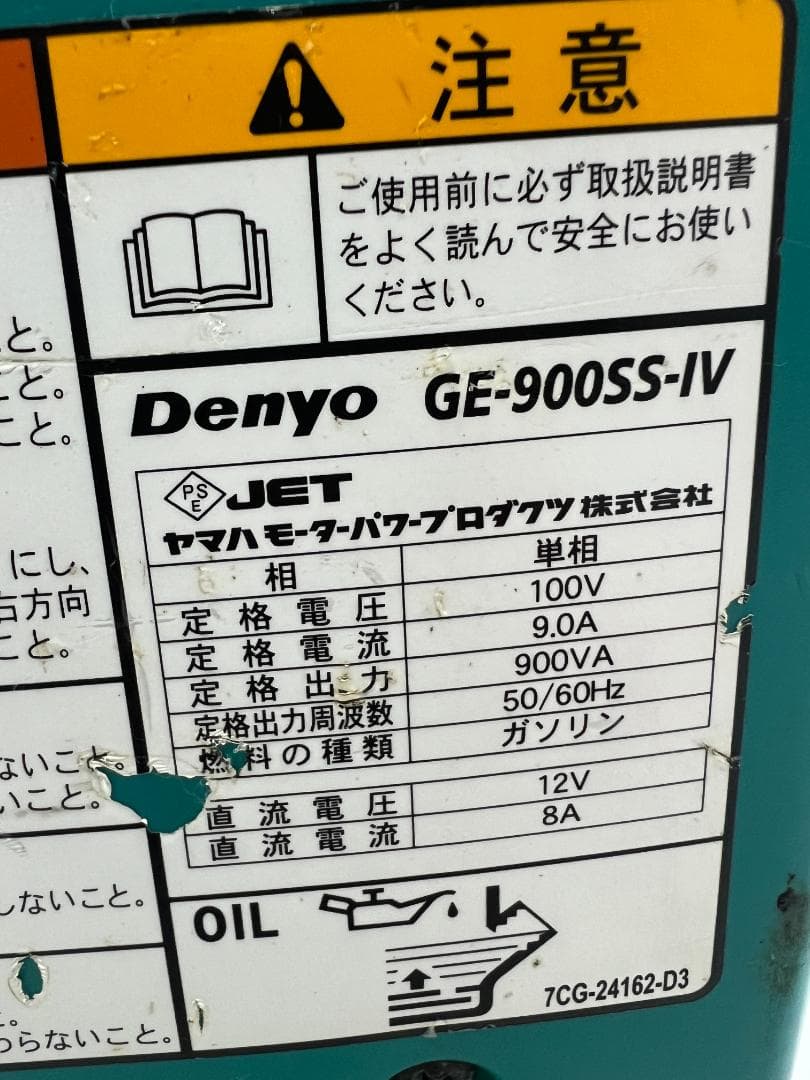 注意
ご使用前に必ず取扱説明書
をよく読んで安全にお使い
ください。
と。
こと。
こと。
にし、
右方向
こと。
ないこと。
いこと。
しないこと。
わらないこと。
Denyo GE-900SS-IV
PS
E
JET
ヤマハモーターパワープロダクツ株式会社
相 単相
定格電圧 100V
定格電流 9.0A
定格出力 900VA
定格出力周波数 50/60Hz
燃料の種類 ガソリン
直流電圧 12V
直流電流 8A
OIL
7CG-24162-D3